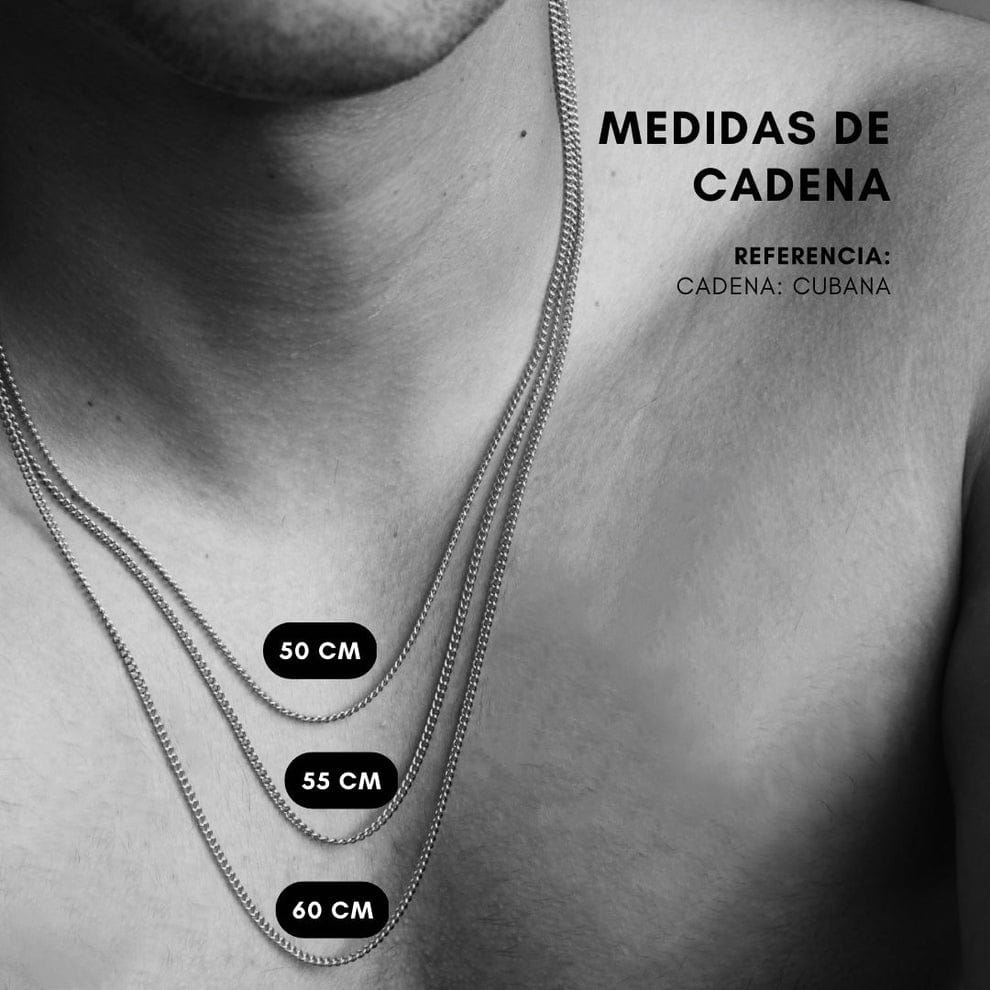 MEDIDAS DE
CADENA
REFERENCIA:
CADENA: CUBANA
50 CM
55 CM
60 CM